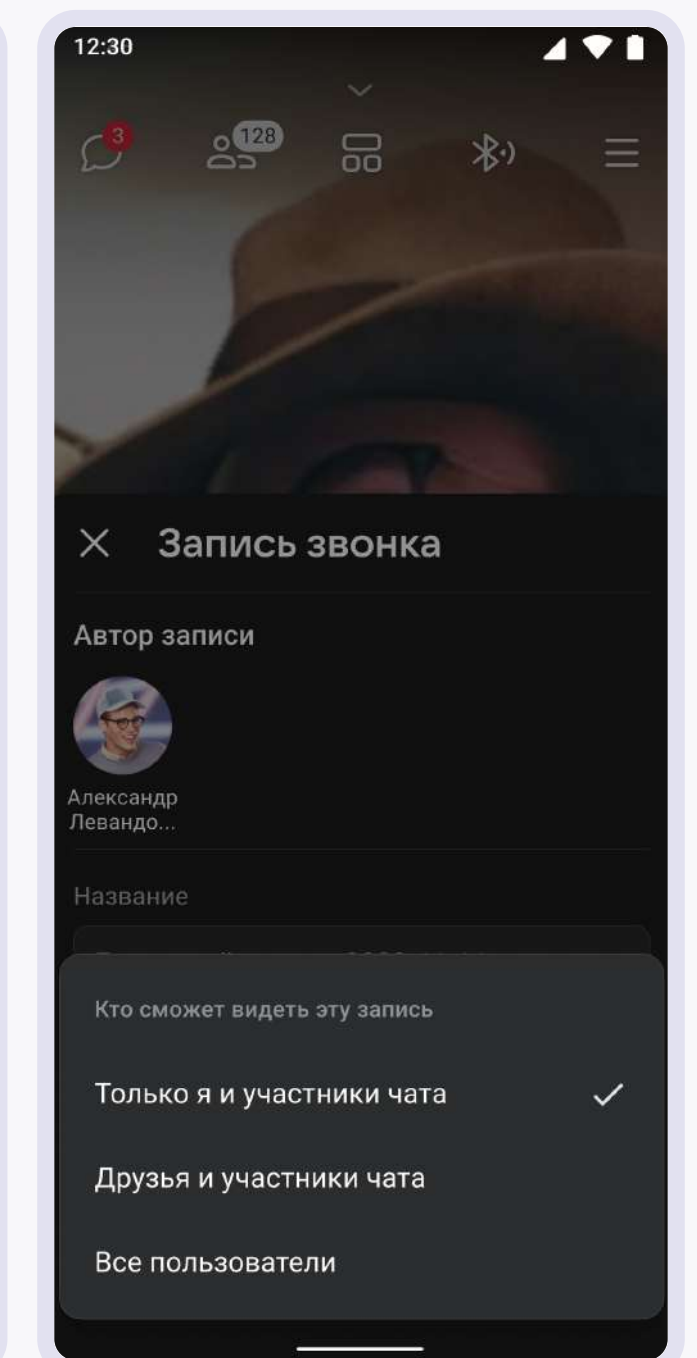 12:30
3
128
Запись звонка
Автор записи
Александр
Левандо...
Название
Кто сможет видеть эту запись
Только я и участники чата
Друзья и участники чата
Все пользователи